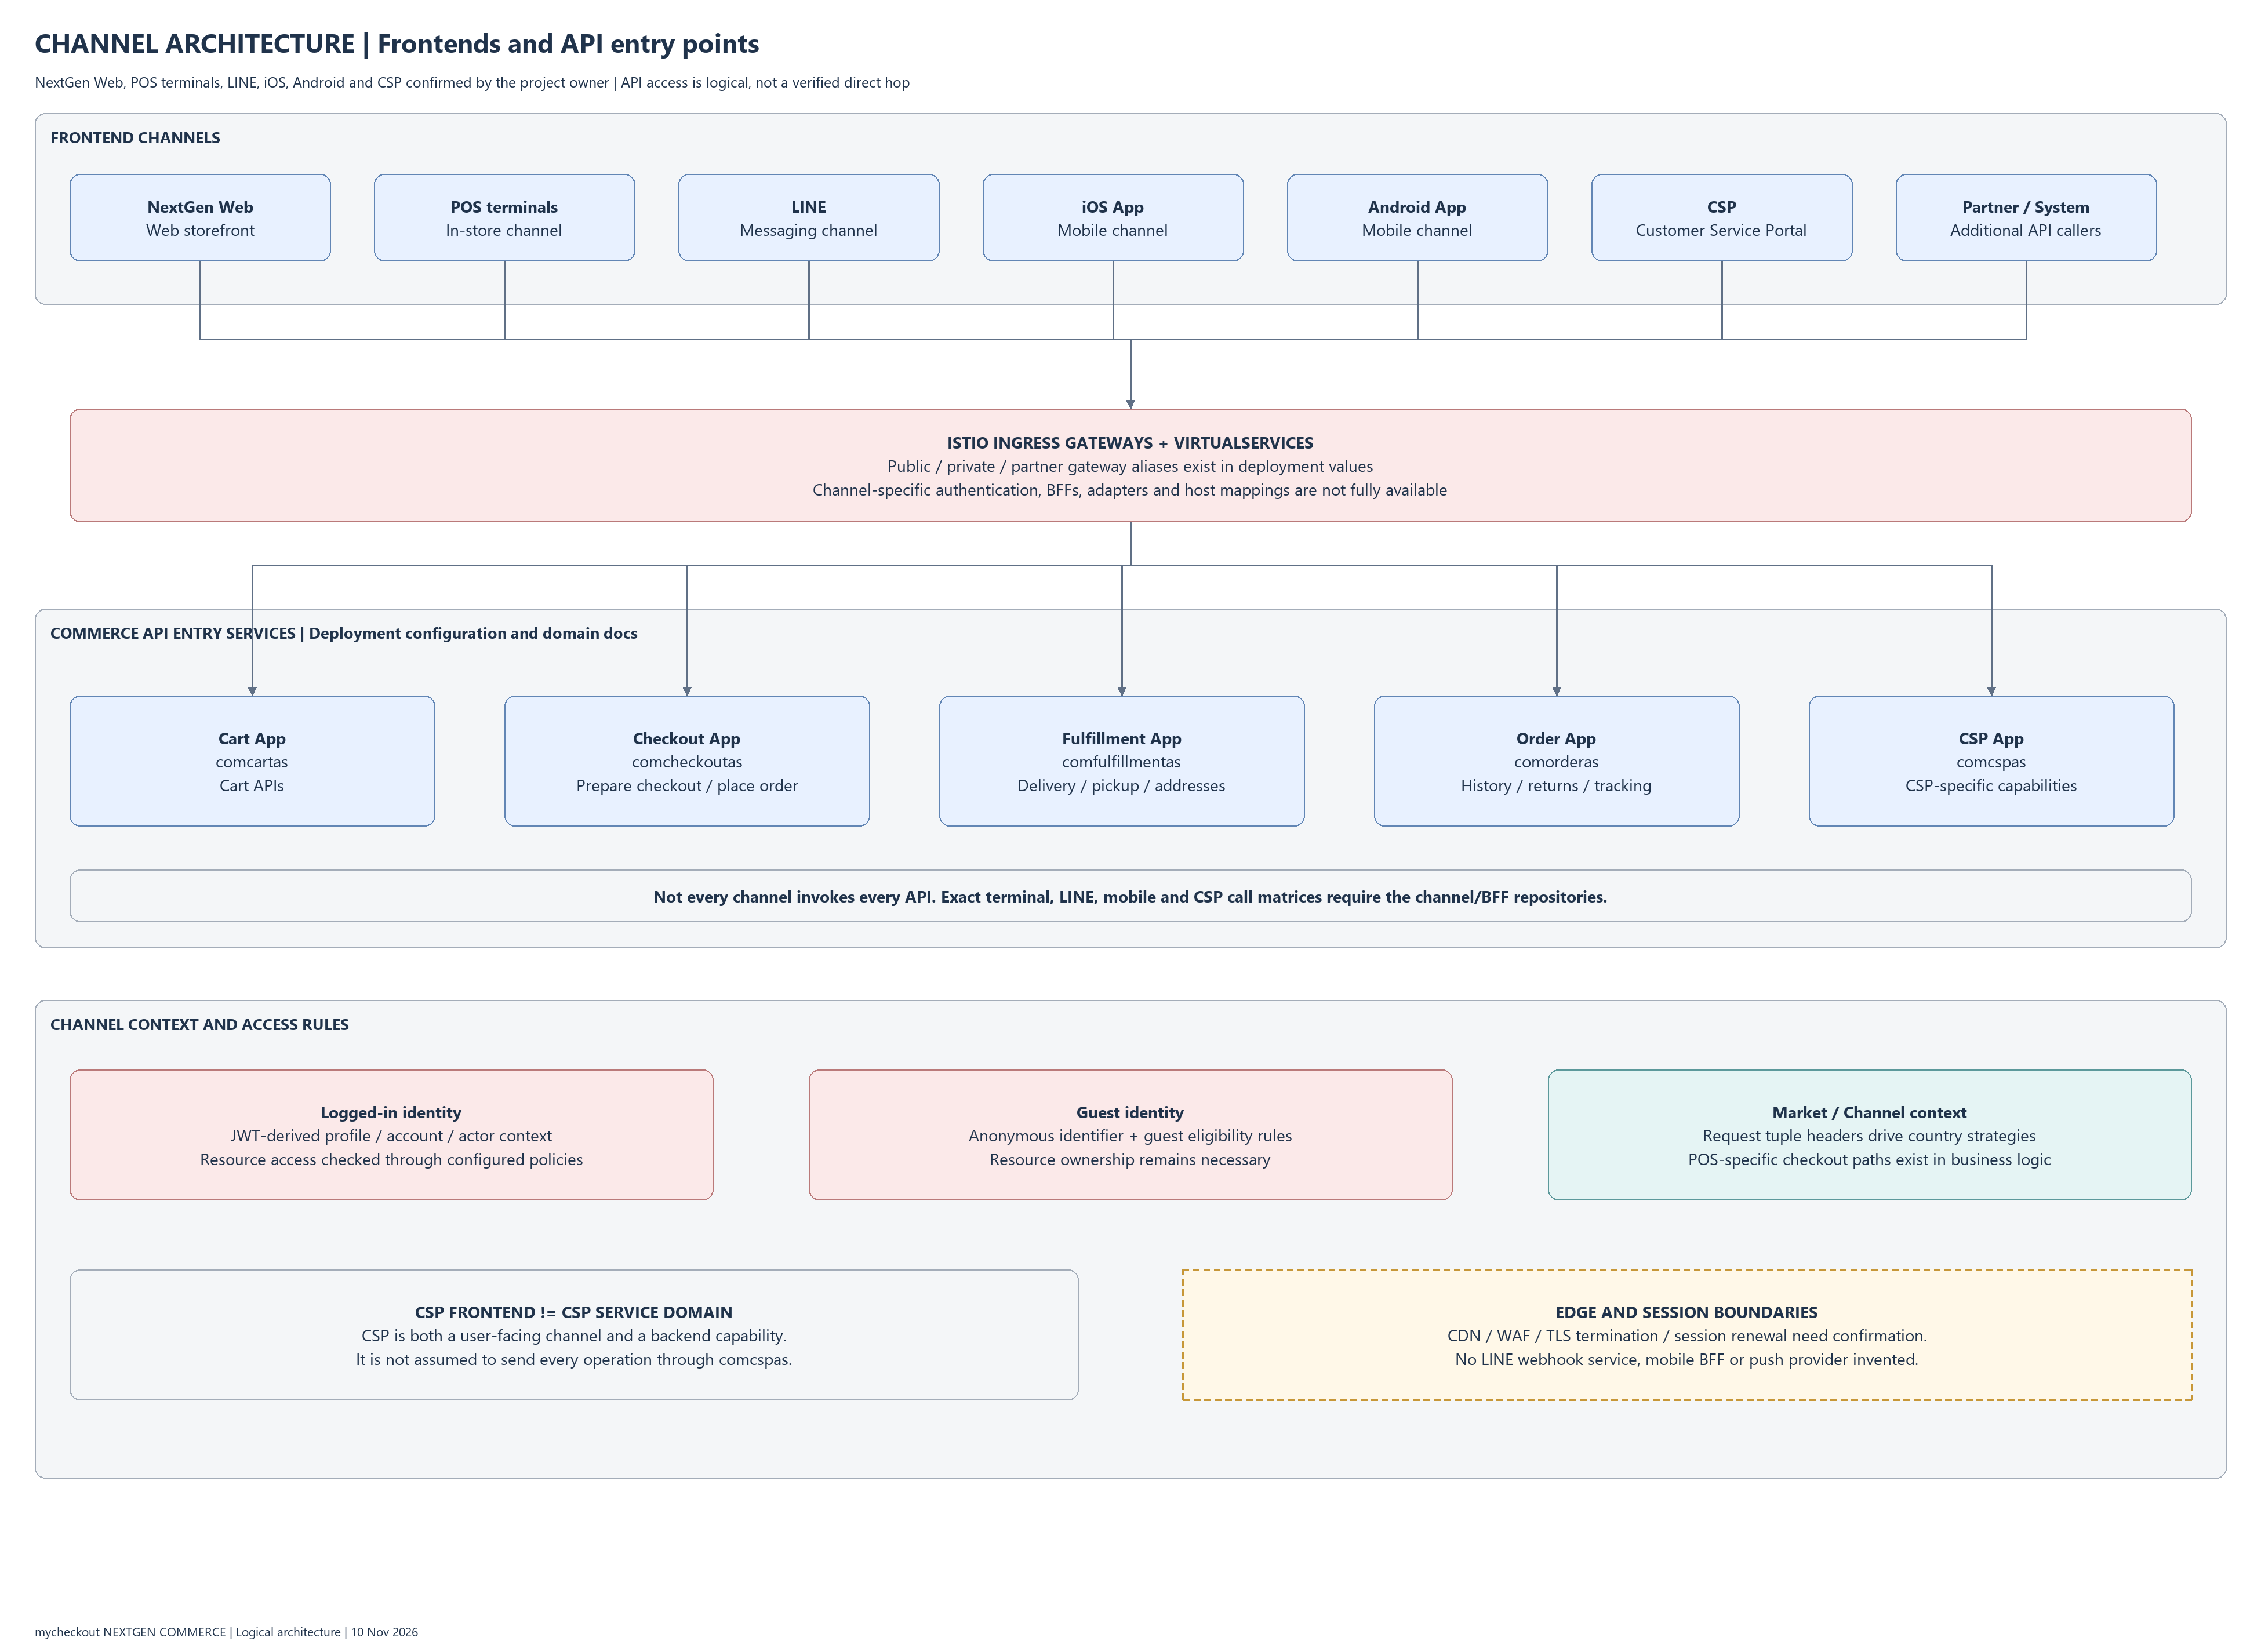 CHANNEL ARCHITECTURE | Frontends and API entry points
NextGen Web, POS terminals, LINE, iOS, Android and CSP confirmed by the project owner | API access is logical, not a verified direct hop
FRONTEND CHANNELS
NextGen Web
Web storefront
POS terminals
In-store channel
LINE
Messaging channel
iOS App
Mobile channel
Android App
Mobile channel
CSP
Customer Service Portal
Partner / System
Additional API callers
ISTIO INGRESS GATEWAYS + VIRTUALSERVICES
Public / private / partner gateway aliases exist in deployment values
Channel-specific authentication, BFFs, adapters and host mappings are not fully available
COMMERCE API ENTRY SERVICES | Deployment configuration and domain docs
Cart App
comcartas
Cart APIs
Checkout App
comcheckoutas
Prepare checkout / place order
Fulfillment App
comfulfillmentas
Delivery / pickup / addresses
Order App
comorderas
History / returns / tracking
CSP App
comcspas
CSP-specific capabilities
Not every channel invokes every API. Exact terminal, LINE, mobile and CSP call matrices require the channel/BFF repositories.
CHANNEL CONTEXT AND ACCESS RULES
Logged-in identity
JWT-derived profile / account / actor context
Resource access checked through configured policies
Guest identity
Anonymous identifier + guest eligibility rules
Resource ownership remains necessary
Market / Channel context
Request tuple headers drive country strategies
POS-specific checkout paths exist in business logic
CSP FRONTEND != CSP SERVICE DOMAIN
CSP is both a user-facing channel and a backend capability.
It is not assumed to send every operation through comcspas.
EDGE AND SESSION BOUNDARIES
CDN / WAF / TLS termination / session renewal need confirmation.
No LINE webhook service, mobile BFF or push provider invented.
mycheckout NEXTGEN COMMERCE | Logical architecture | 10 Nov 2026